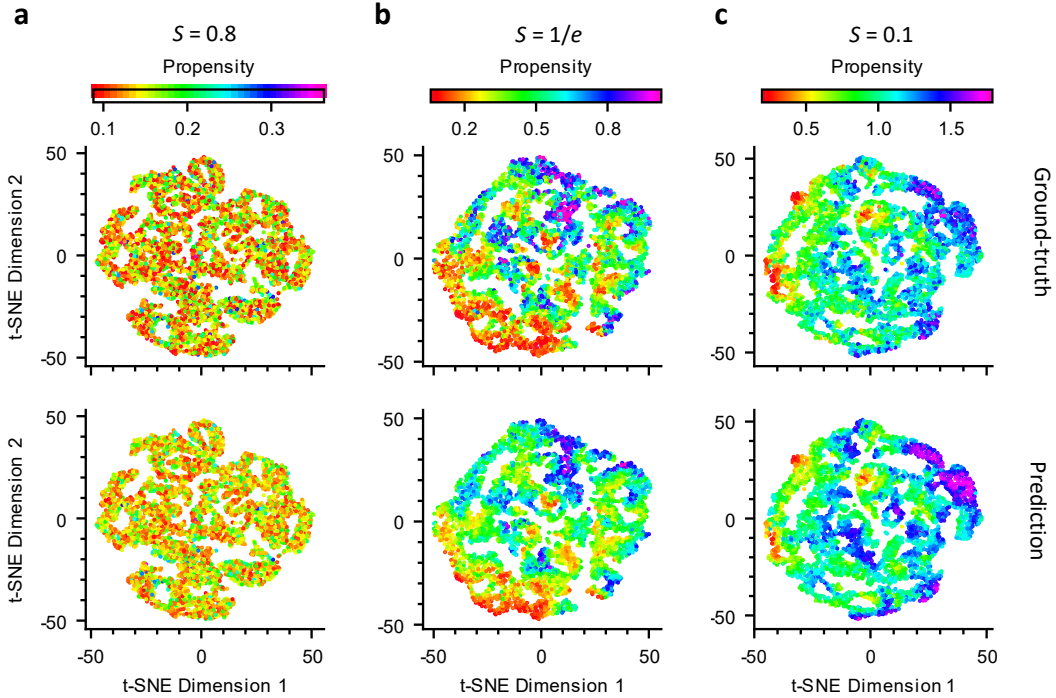 a
b
c
S = 0.8
S = 1/e
S = 0.1
Propensity
Propensity
Propensity
0.1 0.2 0.3
0.2 0.5 0.8
0.5 1.0 1.5
t-SNE Dimension 2
50
0
-50
50
0
-50
50
0
-50
Ground-truth
t-SNE Dimension 2
50
0
-50
50
0
-50
50
0
-50
Prediction
-50 0 50
-50 0 50
-50 0 50
t-SNE Dimension 1
t-SNE Dimension 1
t-SNE Dimension 1